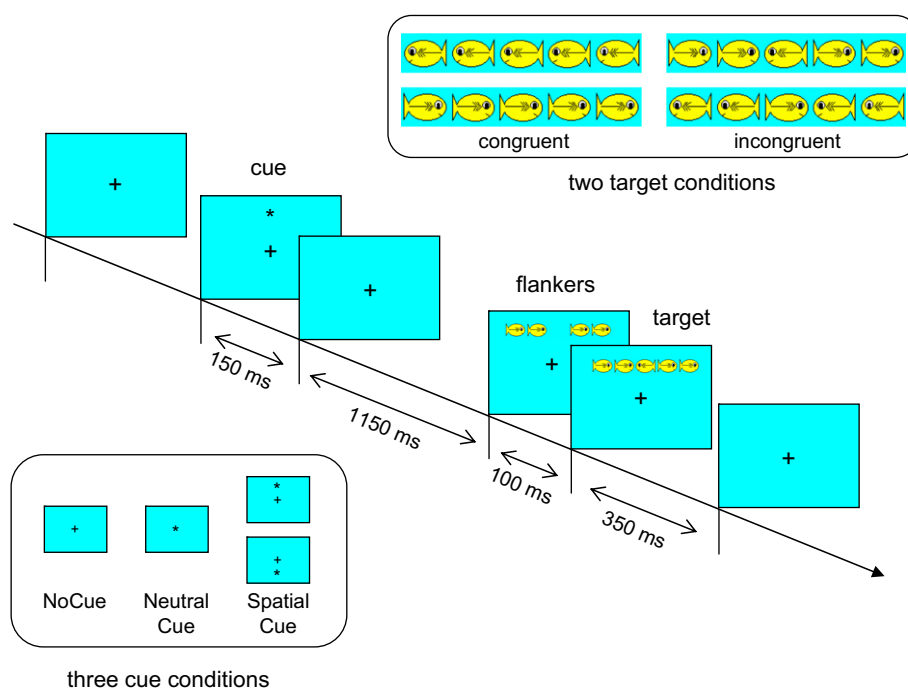 congruent
incongruent
two target conditions
cue
flankers
target
150 ms
1150 ms
100 ms
350 ms
NoCue
Neutral
Cue
Spatial
Cue
three cue conditions